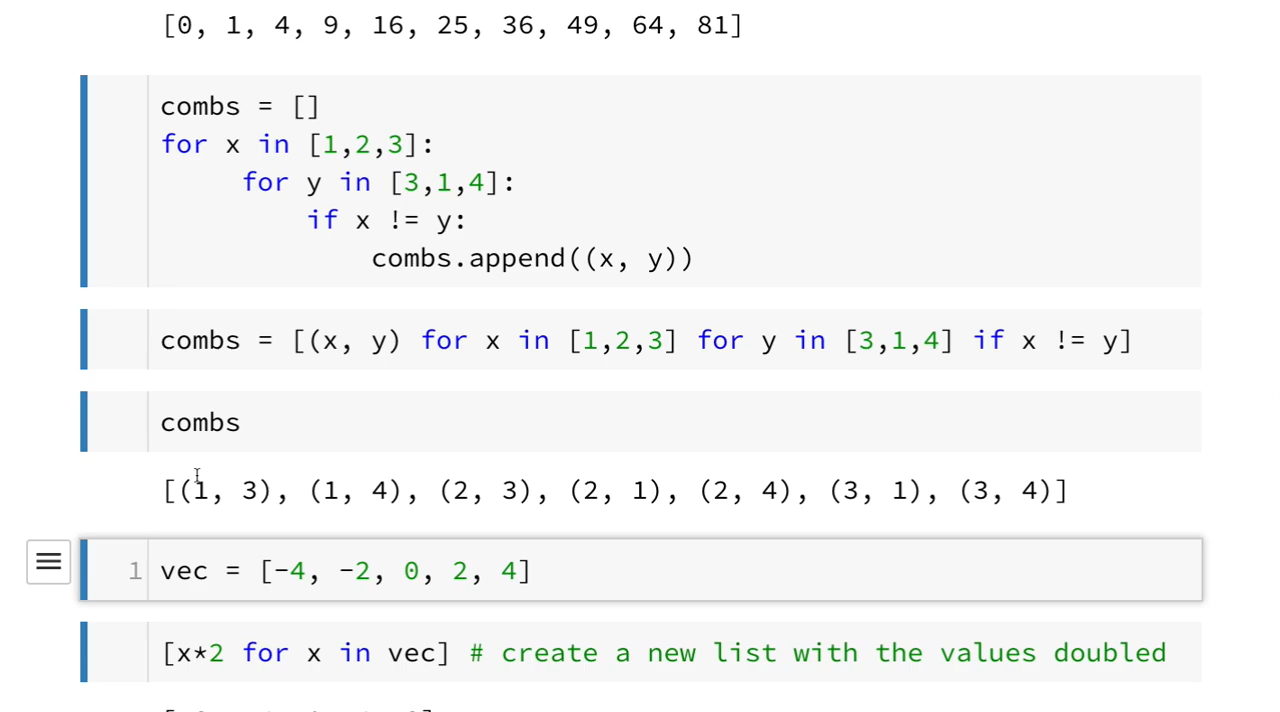 [0, 1, 4, 9, 16, 25, 36, 49, 64, 81]
combs = []
for x in [1,2,3]:
     for y in [3,1,4]:
         if x != y:
             combs.append((x, y))
combs = [(x, y) for x in [1,2,3] for y in [3,1,4] if x != y]
combs
[(1, 3), (1, 4), (2, 3), (2, 1), (2, 4), (3, 1), (3, 4)]
1 vec = [-4, -2, 0, 2, 4]
[x*2 for x in vec] # create a new list with the values doubled